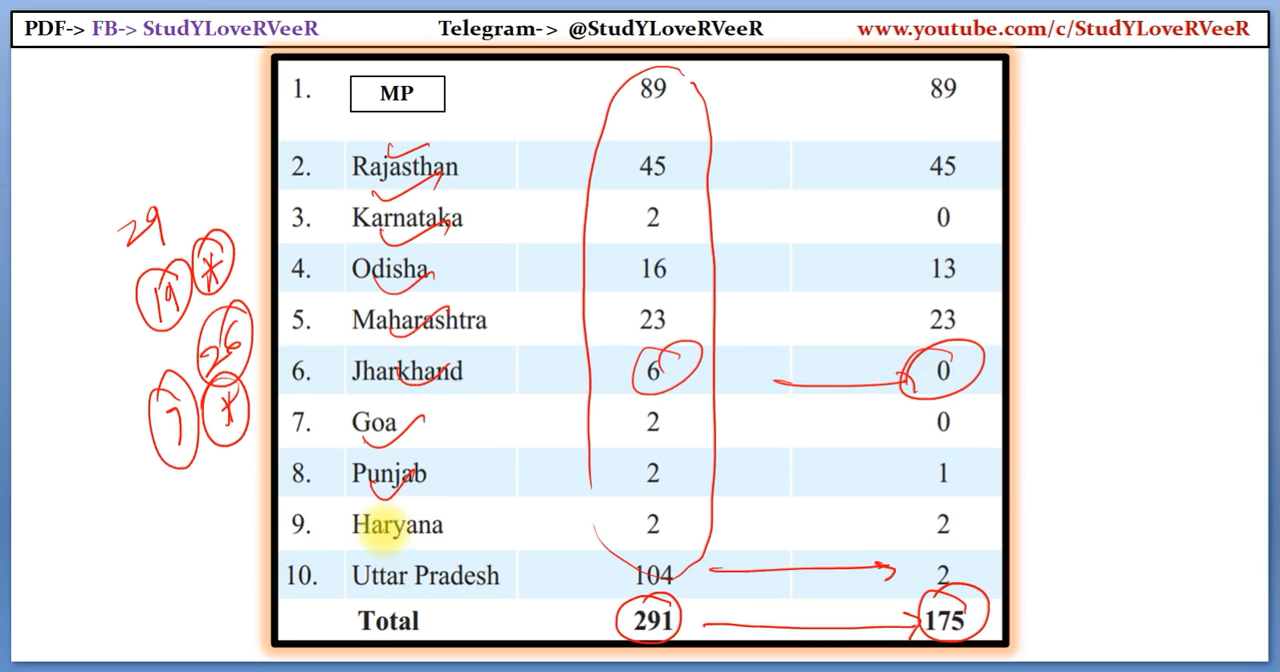 PDF-> FB-> StudYLoveRVeeR Telegram-> @StudYLoveRVeeR www.youtube.com/c/StudYLoveRVeeR
1. MP 89 89
2. Rajasthan 45 45
3. Karnataka 2 0
4. Odisha 16 13
5. Maharashtra 23 23
6. Jharkhand 6 0
7. Goa 2 0
8. Punjab 2 1
9. Haryana 2 2
10. Uttar Pradesh 104 2
Total 291 175
29
19 *
26
7 *